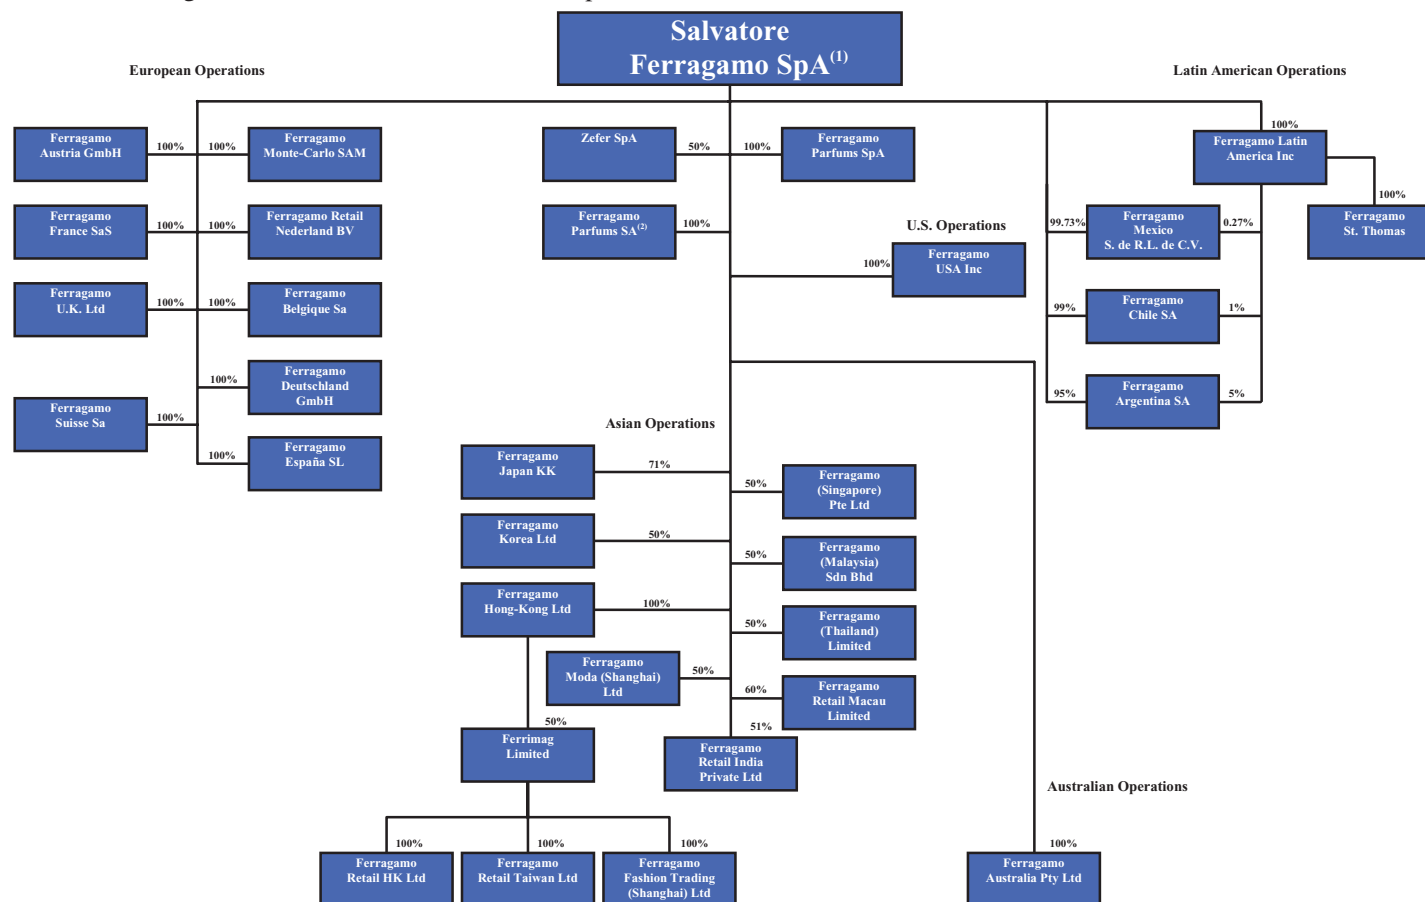 Salvatore
Ferragamo SpA(1)
European Operations
Latin American Operations
Ferragamo
Austria GmbH
100%
100%
Ferragamo
Monte-Carlo SAM
Zefer SpA
50%
100%
Ferragamo
Parfums SpA
100%
Ferragamo Latin
America Inc
Ferragamo
France SaS
100%
100%
Ferragamo Retail
Nederland BV
Ferragamo
Parfums SA(2)
100%
U.S. Operations
100%
Ferragamo
USA Inc
99.73%
Ferragamo
Mexico
S. de R.L. de C.V.
0.27%
100%
Ferragamo
St. Thomas
Ferragamo
U.K. Ltd
100%
100%
Ferragamo
Belgique Sa
99%
Ferragamo
Chile SA
1%
100%
Ferragamo
Deutschland
GmbH
95%
Ferragamo
Argentina SA
5%
Ferragamo
Suisse Sa
100%
100%
Ferragamo
España SL
Asian Operations
Ferragamo
Japan KK
71%
50%
Ferragamo
(Singapore)
Pte Ltd
Ferragamo
Korea Ltd
50%
50%
Ferragamo
(Malaysia)
Sdn Bhd
Ferragamo
Hong-Kong Ltd
100%
50%
Ferragamo
(Thailand)
Limited
Ferragamo
Moda (Shanghai)
Ltd
50%
60%
Ferragamo
Retail Macau
Limited
50%
Ferrimag
Limited
51%
Ferragamo
Retail India
Private Ltd
Australian Operations
100%
Ferragamo
Retail HK Ltd
100%
Ferragamo
Retail Taiwan Ltd
100%
Ferragamo
Fashion Trading
(Shanghai) Ltd
100%
Ferragamo
Australia Pty Ltd